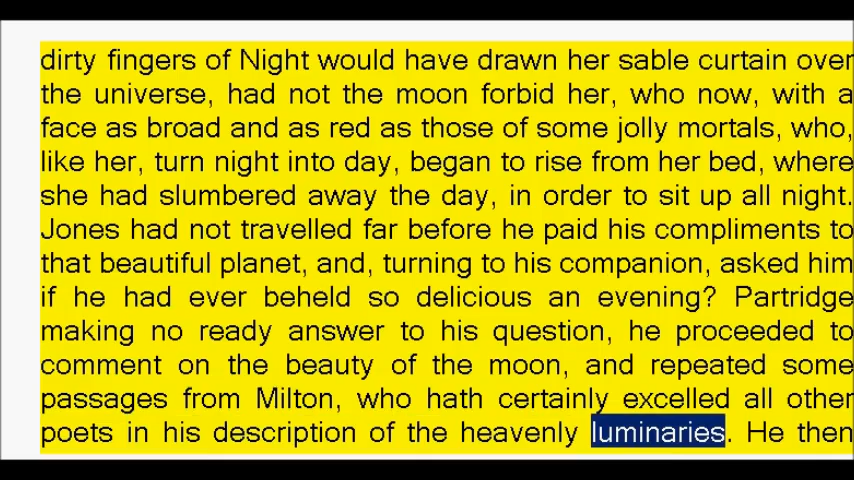 dirty fingers of Night would have drawn her sable curtain over
the universe, had not the moon forbid her, who now, with a
face as broad and as red as those of some jolly mortals, who,
like her, turn night into day, began to rise from her bed, where
she had slumbered away the day, in order to sit up all night.
Jones had not travelled far before he paid his compliments to
that beautiful planet, and, turning to his companion, asked him
if he had ever beheld so delicious an evening? Partridge
making no ready answer to his question, he proceeded to
comment on the beauty of the moon, and repeated some
passages from Milton, who hath certainly excelled all other
poets in his description of the heavenly luminaries. He then